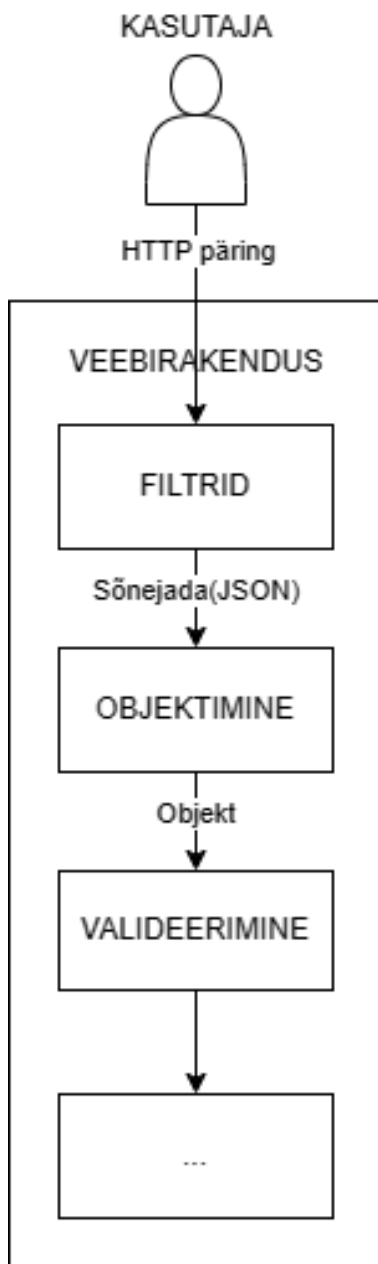 KASUTAJA
HTTP päring
VEEBIRAKENDUS
FILTRID
Sõnejada(JSON)
OBJEKTIMINE
Objekt
VALIDEERIMINE
...